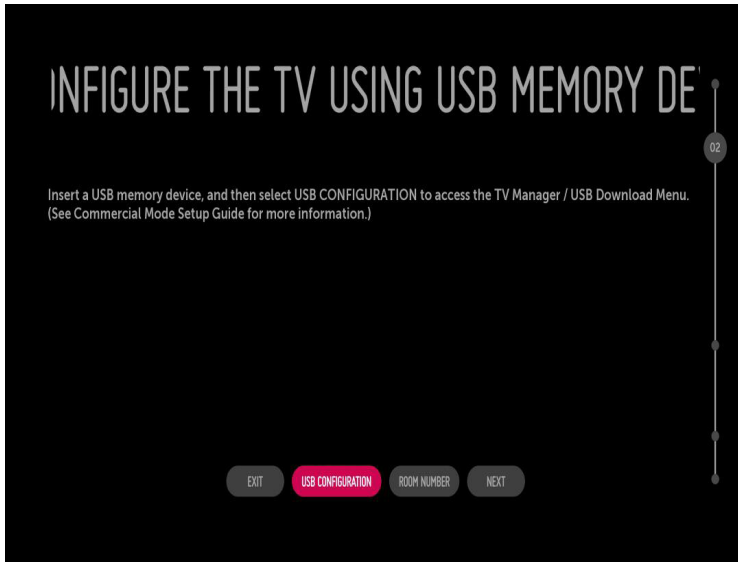 NFIGURE THE TV USING USB MEMORY DE
02
Insert a USB memory device, and then select USB CONFIGURATION to access the TV Manager / USB Download Menu.
(See Commercial Mode Setup Guide for more information.)
EXIT USB CONFIGURATION ROOM NUMBER NEXT